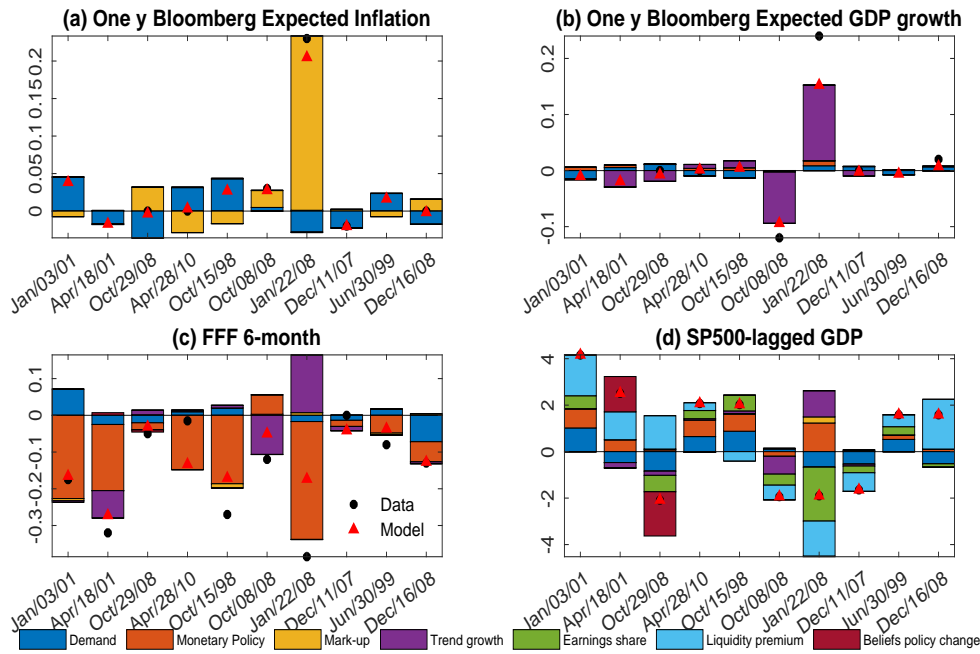 (a) One y Bloomberg Expected Inflation
0.2
0.15
0.1
0.05
0
Jan/03/01 Apr/18/01 Oct/29/08 Apr/28/10 Oct/15/98 Oct/08/08 Jan/22/08 Dec/11/07 Jun/30/99 Dec/16/08
(b) One y Bloomberg Expected GDP growth
0.2
0.1
0
-0.1
Jan/03/01 Apr/18/01 Oct/29/08 Apr/28/10 Oct/15/98 Oct/08/08 Jan/22/08 Dec/11/07 Jun/30/99 Dec/16/08
(c) FFF 6-month
0.1
0
-0.1
-0.2
-0.3
Data
Model
Jan/03/01 Apr/18/01 Oct/29/08 Apr/28/10 Oct/15/98 Oct/08/08 Jan/22/08 Dec/11/07 Jun/30/99 Dec/16/08
(d) SP500-lagged GDP
4
2
0
-2
-4
Jan/03/01 Apr/18/01 Oct/29/08 Apr/28/10 Oct/15/98 Oct/08/08 Jan/22/08 Dec/11/07 Jun/30/99 Dec/16/08
Demand Monetary Policy Mark-up Trend growth Earnings share Liquidity premium Beliefs policy change